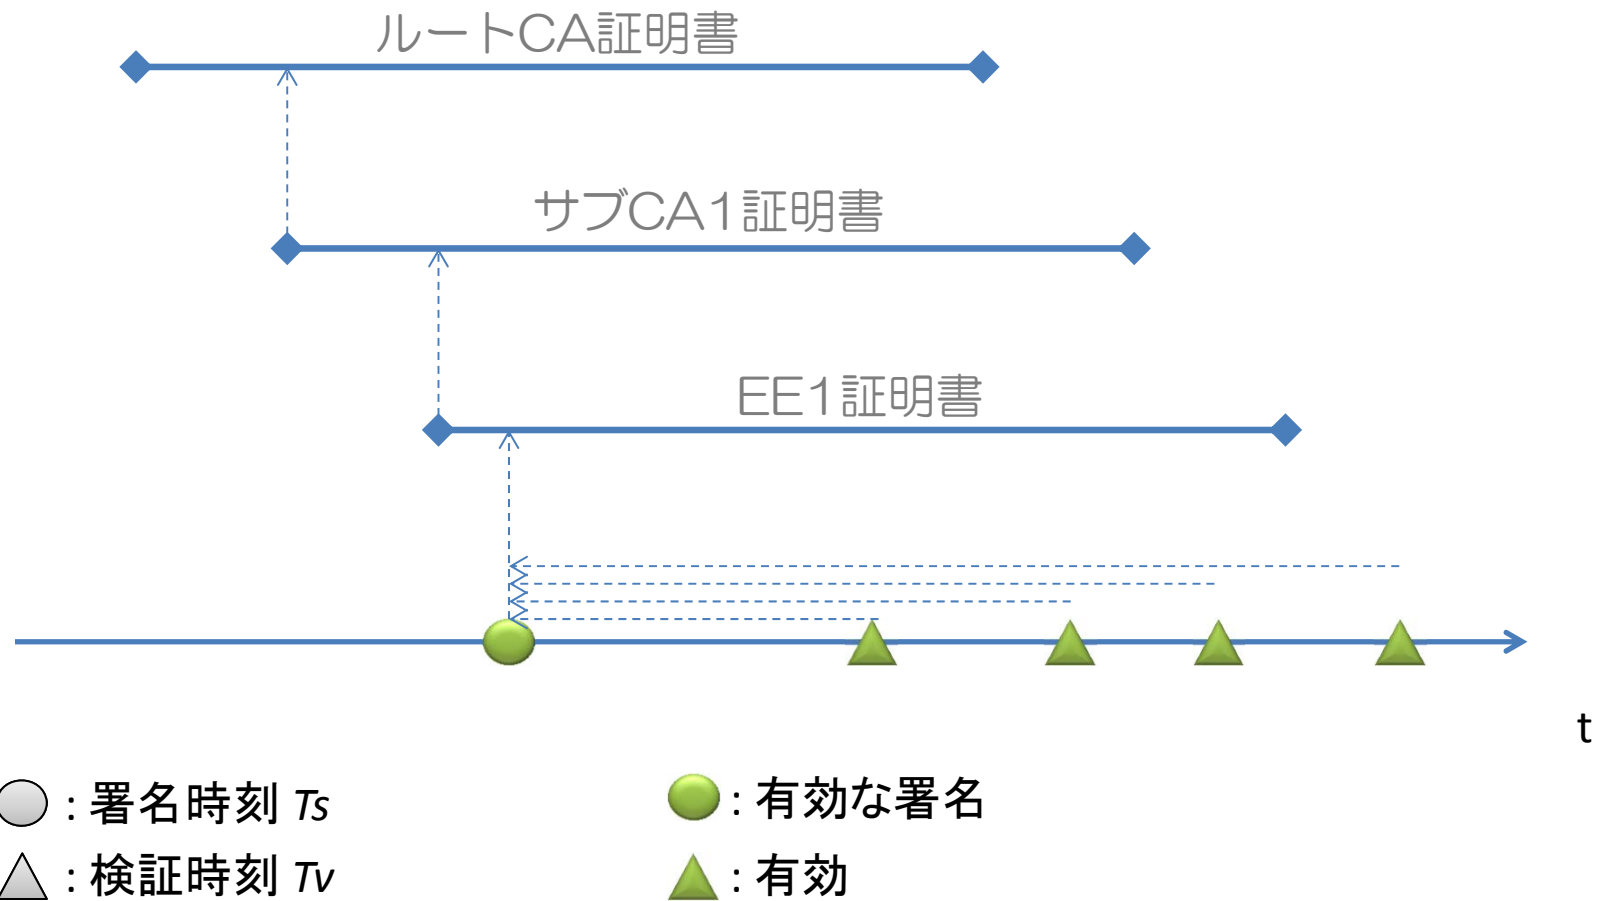 ルートCA証明書
サブCA1証明書
EE1証明書
t
: 署名時刻 Ts
: 有効な署名
: 検証時刻 Tv
: 有効